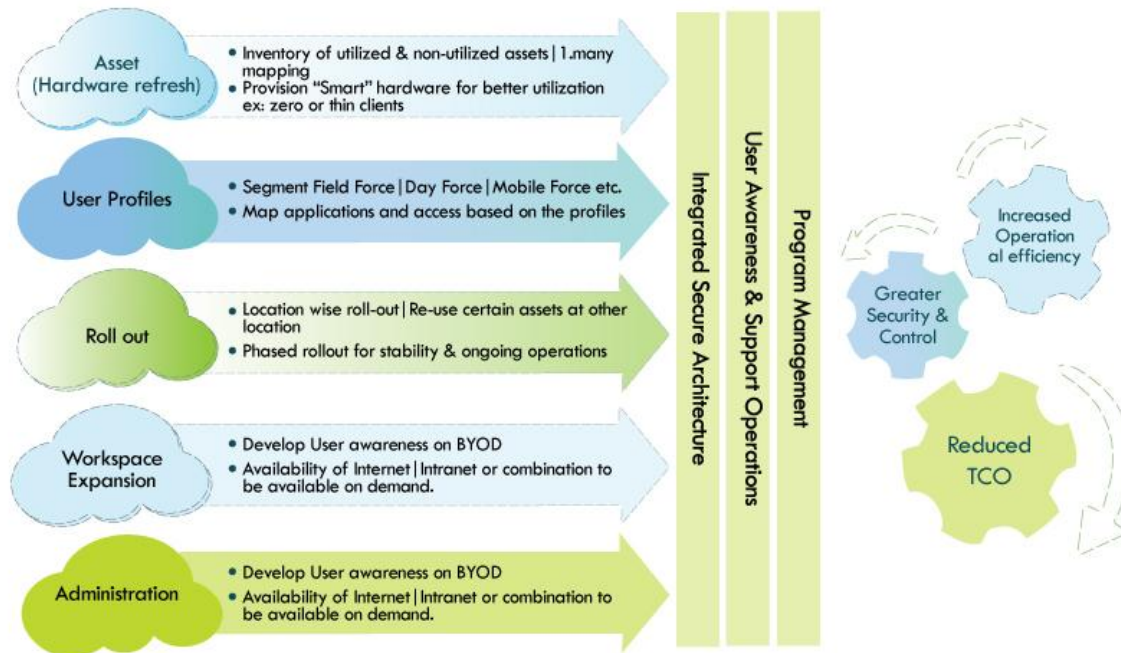 Asset
(Hardware refresh)
• Inventory of utilized & non-utilized assets|1.many
mapping
• Provision “Smart” hardware for better utilization
ex: zero or thin clients
User Profiles
• Segment Field Force|Day Force|Mobile Force etc.
• Map applications and access based on the profiles
Roll out
• Location wise roll-out|Re-use certain assets at other
location
• Phased rollout for stability & ongoing operations
Workspace
Expansion
• Develop User awareness on BYOD
• Availability of Internet|Intranet or combination to
be available on demand.
Administration
• Develop User awareness on BYOD
• Availability of Internet|Intranet or combination to
be available on demand.
Integrated Secure Architecture
User Awareness & Support Operations
Program Management
Increased
Operation
al efficiency
Greater
Security &
Control
Reduced
TCO